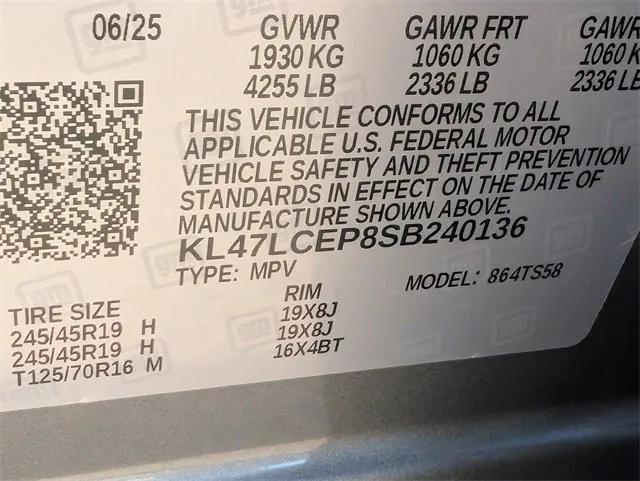 06/25 GVWR GAWR FRT GAWR
1930 KG 1060 KG 1060 K
4255 LB 2336 LB 2336 LB
THIS VEHICLE CONFORMS TO ALL
APPLICABLE U.S. FEDERAL MOTOR
VEHICLE SAFETY AND THEFT PREVENTION
STANDARDS IN EFFECT ON THE DATE OF
MANUFACTURE SHOWN ABOVE.
KL47LCEP8SB240136
TYPE: MPV MODEL: 864TS58
TIRE SIZE RIM
245/45R19 H 19X8J
245/45R19 H 19X8J
T125/70R16 M 16X4BT
gm